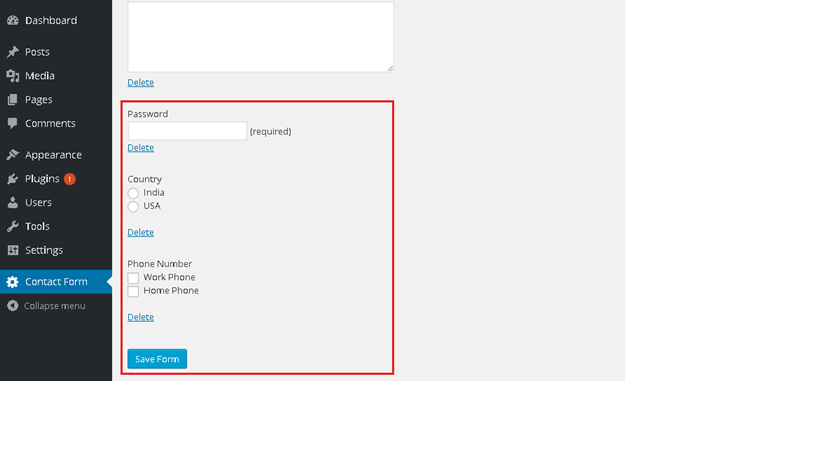 Dashboard
Posts
Media
Pages
Comments
Appearance
Plugins 1
Users
Tools
Settings
Contact Form
Collapse menu
Delete
Password
(required)
Delete
Country
India
USA
Delete
Phone Number
Work Phone
Home Phone
Delete
Save Form